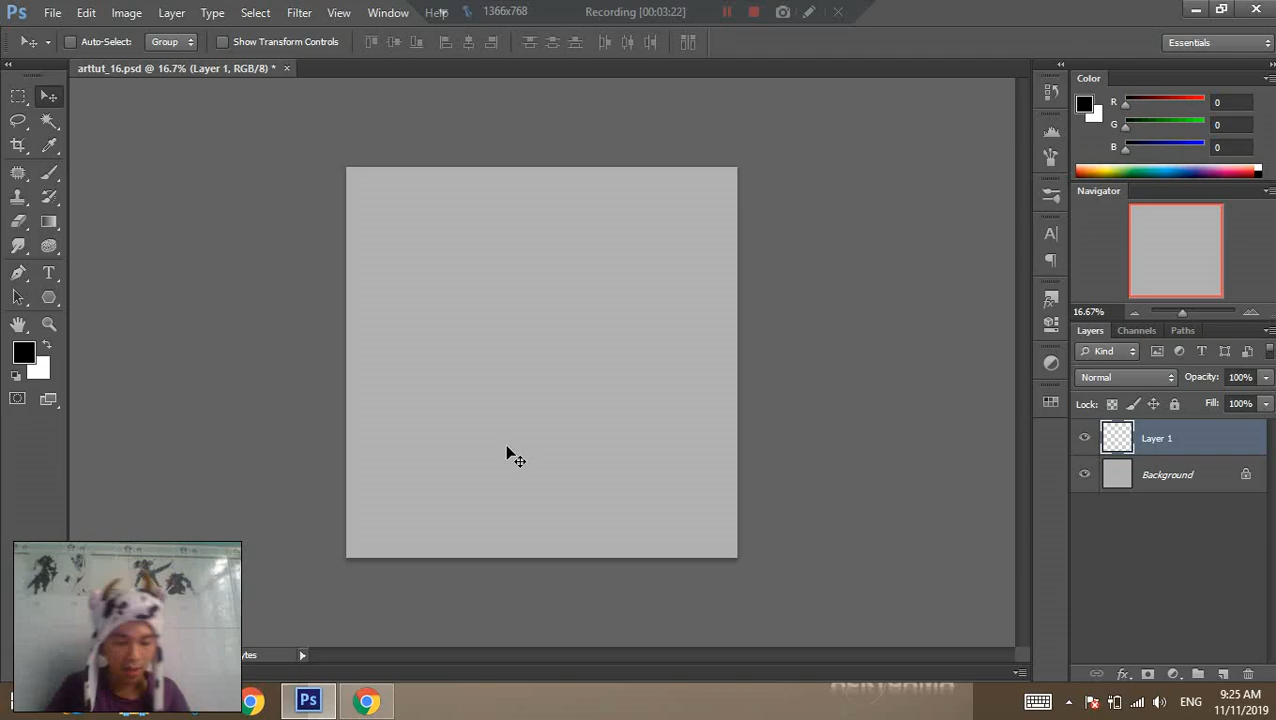 Ps File Edit Image Layer Type Select Filter View Window Help 1366x768 Recording [00:03:22]
Auto-Select: Group Show Transform Controls Essentials
arttut_16.psd @ 16.7% (Layer 1, RGB/8) *
Color
R 0
G 0
B 0
Navigator
16.67%
Layers Channels Paths
Kind
Normal Opacity: 100%
Lock: Fill: 100%
Layer 1
Background
fx
Ps
ENG
9:25 AM
11/11/2019